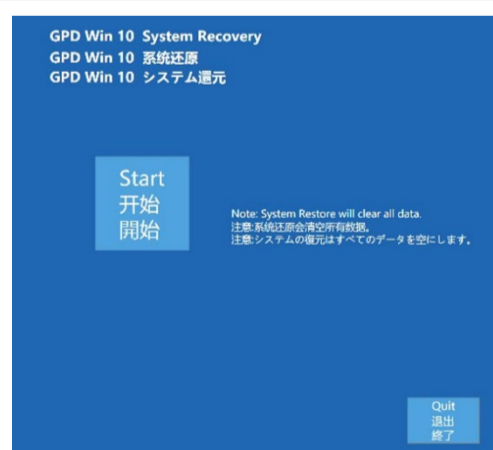 GPD Win 10 System Recovery
GPD Win 10 系统还原
GPD Win 10 システム還元
Start
开始
開始
Note: System Restore will clear all data.
注意:系统还原会清空所有数据。
注意:システムの復元はすべてのデータを空にします。
Quit
退出
終了